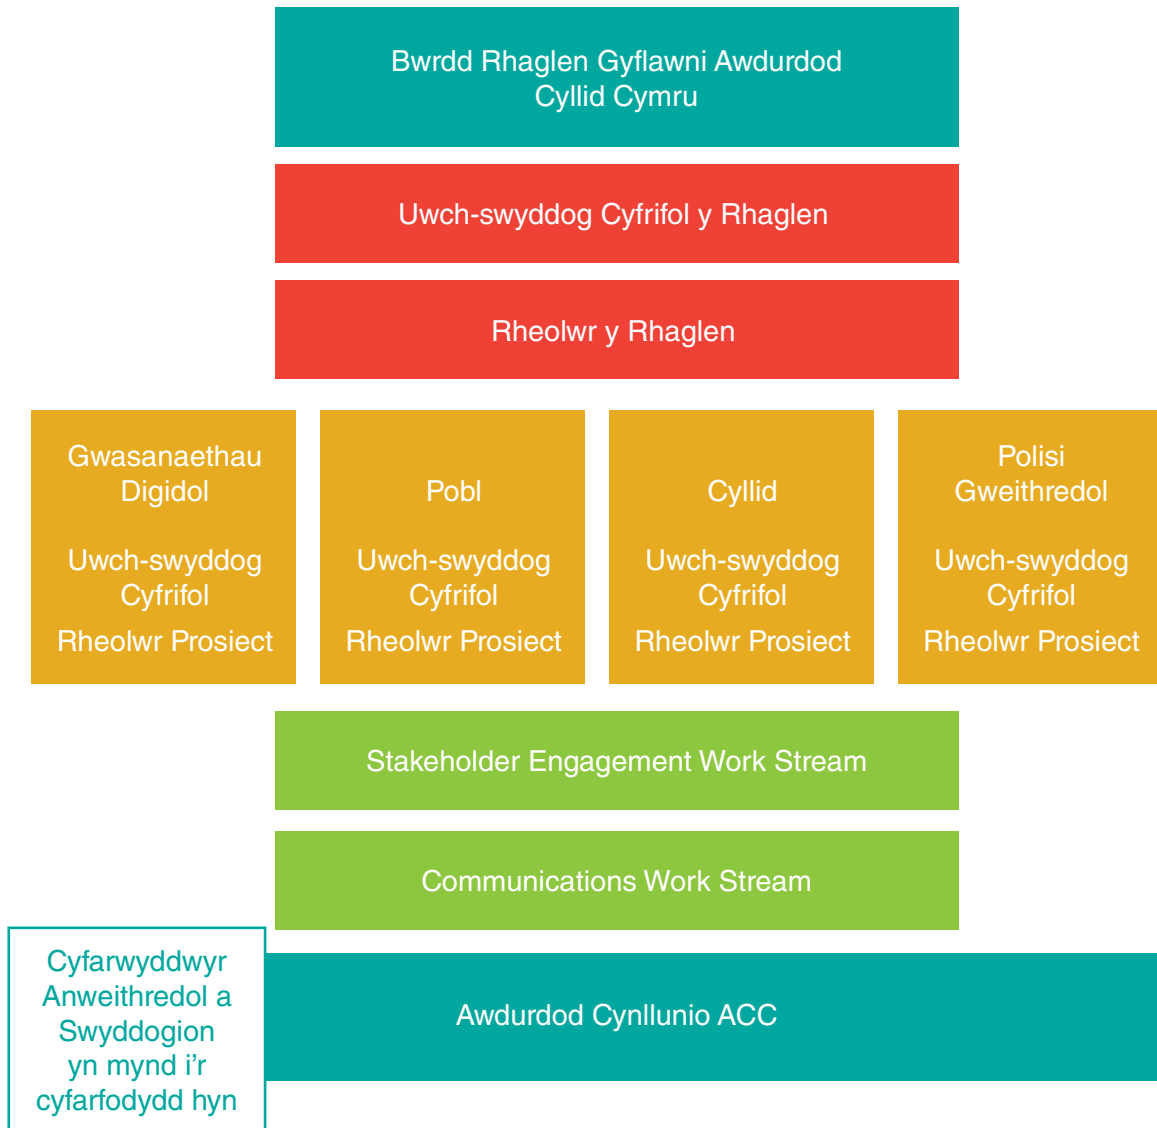 Bwrdd Rhaglen Gyflawni Awdurdod
Cyllid Cymru
Uwch-swyddog Cyfrifol y Rhaglen
Rheolwr y Rhaglen
Gwasanaethau
Digidol
Uwch-swyddog
Cyfrifol
Rheolwr Prosiect
Pobl
Uwch-swyddog
Cyfrifol
Rheolwr Prosiect
Cyllid
Uwch-swyddog
Cyfrifol
Rheolwr Prosiect
Polisi
Gweithredol
Uwch-swyddog
Cyfrifol
Rheolwr Prosiect
Stakeholder Engagement Work Stream
Communications Work Stream
Cyfarwyddwyr
Anweithredol a
Swyddogion
yn mynd i’r
cyfarfodydd hyn
Awdurdod Cynllunio ACC